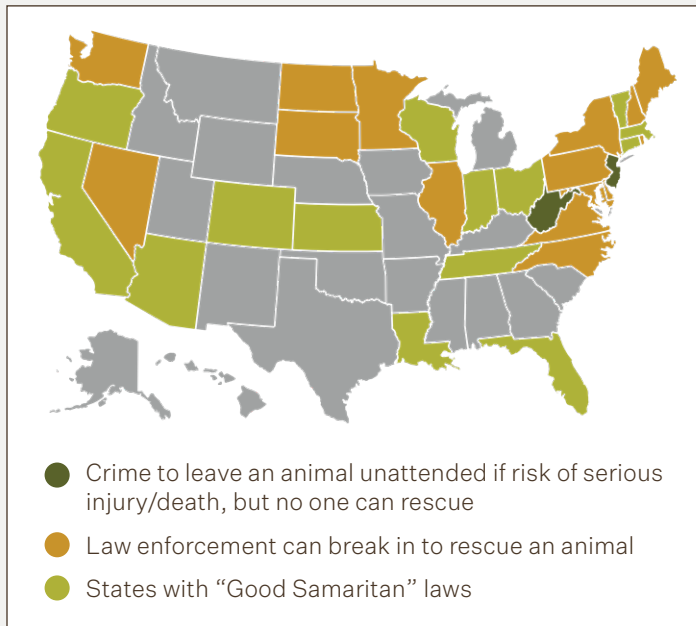 Crime to leave an animal unattended if risk of serious
injury/death, but no one can rescue
Law enforcement can break in to rescue an animal
States with “Good Samaritan” laws